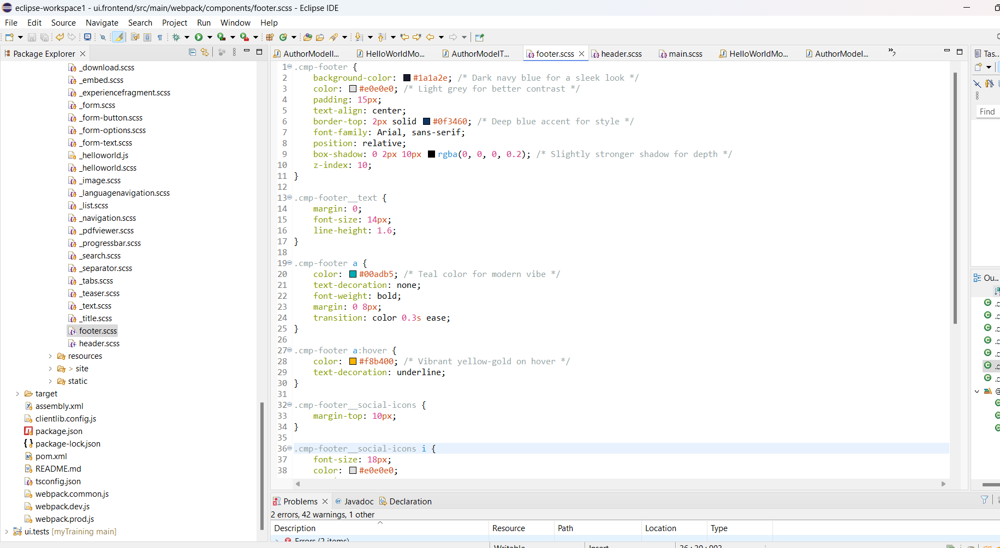 eclipse-workspace1 - ui.frontend/src/main/webpack/components/footer.scss - Eclipse IDE
File Edit Source Navigate Search Project Run Window Help
Package Explorer
AuthorModelI... HelloWorldMo... AuthorModelT... footer.scss header.scss main.scss HelloWorldMo... AuthorModel... »2
Tas...
Find
_download.scss
_embed.scss
_experiencefragment.scss
_form.scss
_form-button.scss
_form-options.scss
_form-text.scss
_helloworld.js
_helloworld.scss
_image.scss
_languagenavigation.scss
_list.scss
_navigation.scss
_pdfviewer.scss
_progressbar.scss
_search.scss
_separator.scss
_tabs.scss
_teaser.scss
_text.scss
_title.scss
footer.scss
header.scss
resources
> site
static
target
assembly.xml
clientlib.config.js
package.json
package-lock.json
pom.xml
README.md
tsconfig.json
webpack.common.js
webpack.dev.js
webpack.prod.js
ui.tests [myTraining main]
1 .cmp-footer {
2 background-color: #1a1a2e; /* Dark navy blue for a sleek look */
3 color: #e0e0e0; /* Light grey for better contrast */
4 padding: 15px;
5 text-align: center;
6 border-top: 2px solid #0f3460; /* Deep blue accent for style */
7 font-family: Arial, sans-serif;
8 position: relative;
9 box-shadow: 0 2px 10px rgba(0, 0, 0, 0.2); /* Slightly stronger shadow for depth */
10 z-index: 10;
11 }
12
13 .cmp-footer__text {
14 margin: 0;
15 font-size: 14px;
16 line-height: 1.6;
17 }
18
19 .cmp-footer a {
20 color: #00adb5; /* Teal color for modern vibe */
21 text-decoration: none;
22 font-weight: bold;
23 margin: 0 8px;
24 transition: color 0.3s ease;
25 }
26
27 .cmp-footer a:hover {
28 color: #f8b400; /* Vibrant yellow-gold on hover */
29 text-decoration: underline;
30 }
31
32 .cmp-footer__social-icons {
33 margin-top: 10px;
34 }
35
36 .cmp-footer__social-icons i {
37 font-size: 18px;
38 color: #e0e0e0;
Ou...
Problems Javadoc Declaration
2 errors, 42 warnings, 1 other
Description Resource Path Location Type
Errors (2 items)
Writable Insert